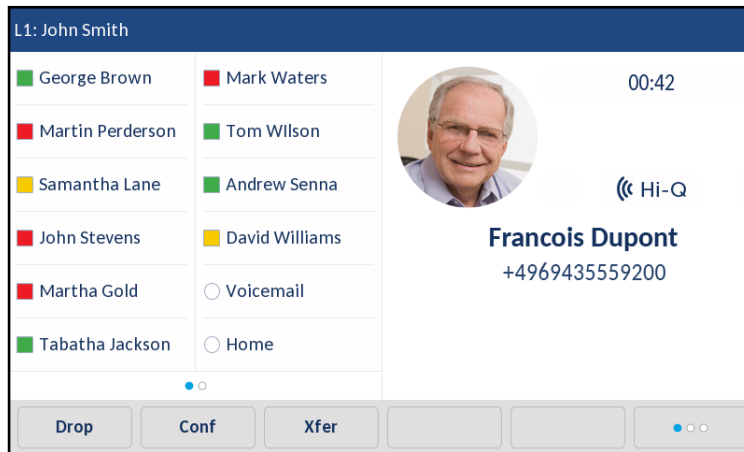 L1: John Smith
George Brown
Mark Waters
Martin Perderson
Tom WIlson
Samantha Lane
Andrew Senna
John Stevens
David Williams
Martha Gold
Voicemail
Tabatha Jackson
Home
00:42
Hi-Q
Francois Dupont
+4969435559200
Drop
Conf
Xfer